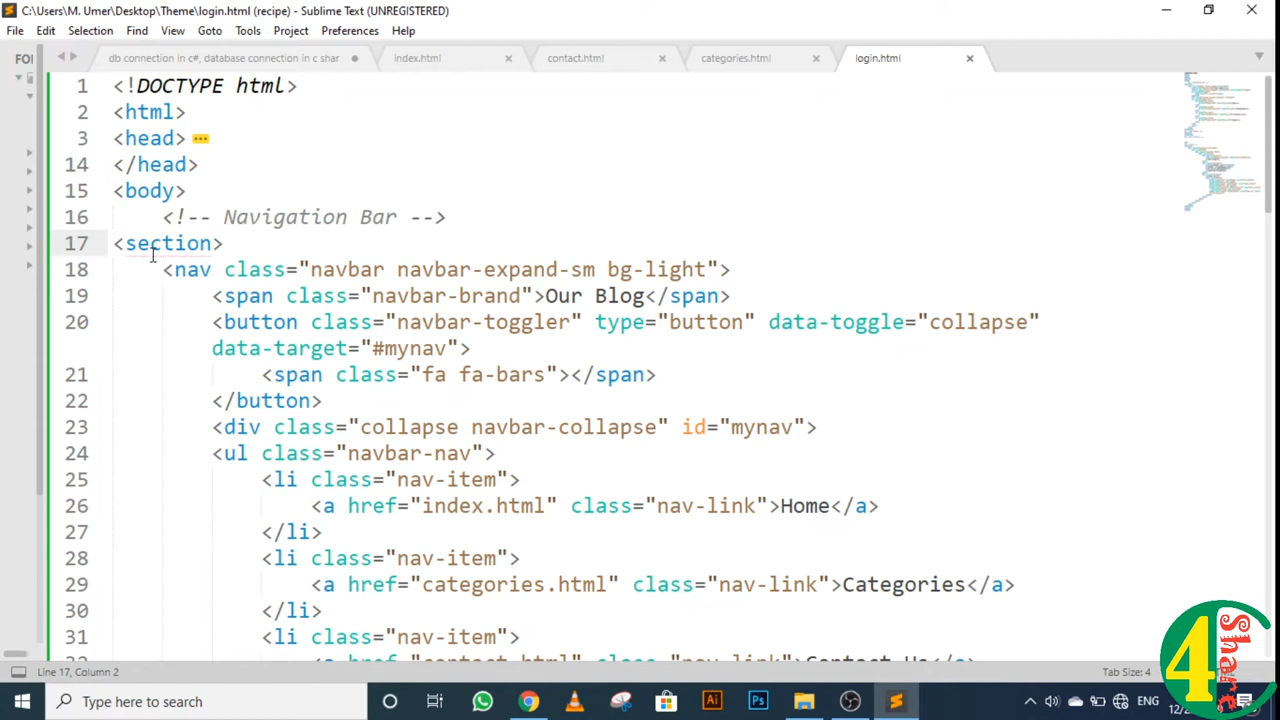 C:\Users\M. Umer\Desktop\Theme\login.html (recipe) - Sublime Text (UNREGISTERED)
File Edit Selection Find View Goto Tools Project Preferences Help
FOI
db connection in c#, database connection in c shar
index.html
contact.html
categories.html
login.html
1 <!DOCTYPE html>
2 <html>
3 <head>
14 </head>
15 <body>
16 <!-- Navigation Bar -->
17 <section>
18 <nav class="navbar navbar-expand-sm bg-light">
19 <span class="navbar-brand">Our Blog</span>
20 <button class="navbar-toggler" type="button" data-toggle="collapse"
data-target="#mynav">
21 <span class="fa fa-bars"></span>
22 </button>
23 <div class="collapse navbar-collapse" id="mynav">
24 <ul class="navbar-nav">
25 <li class="nav-item">
26 <a href="index.html" class="nav-link">Home</a>
27 </li>
28 <li class="nav-item">
29 <a href="categories.html" class="nav-link">Categories</a>
30 </li>
31 <li class="nav-item">
Line 17, Column 2
Tab Size: 4
4 Share
Type here to search
Ai
Ps
ENG